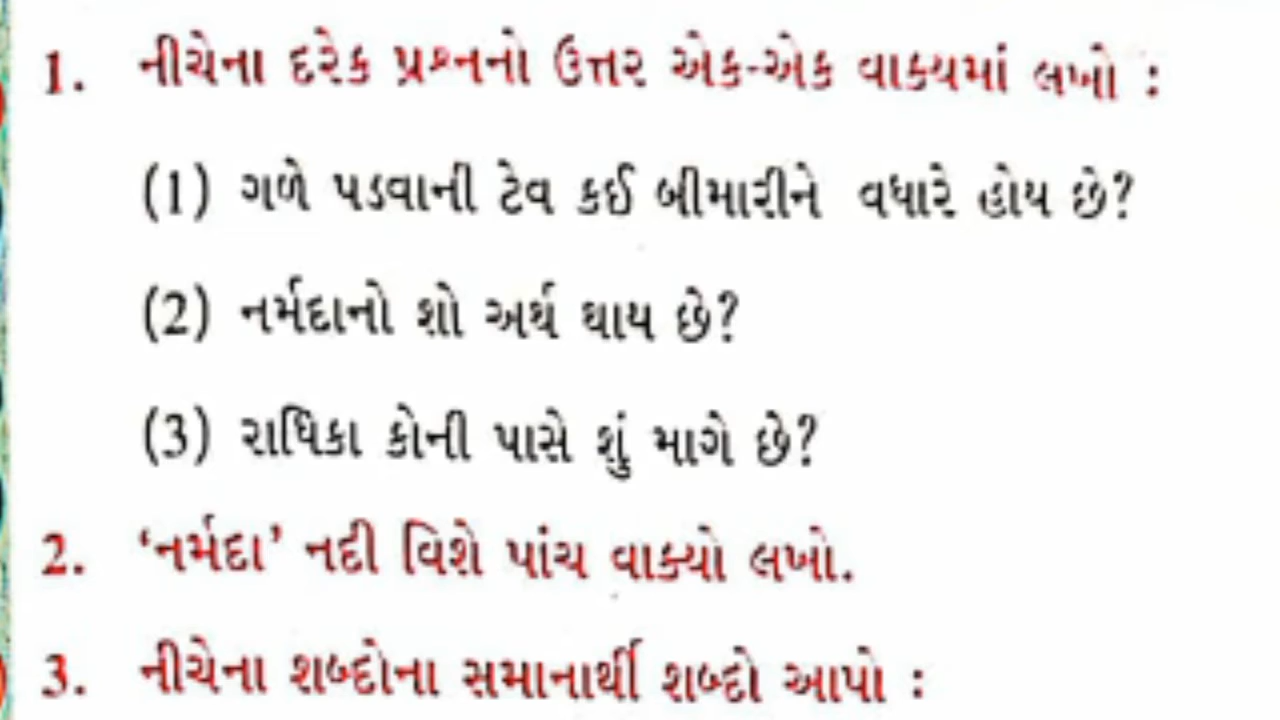 1. નીચેના દરેક પ્રશ્નનો ઉત્તર એક-એક વાક્યમાં લખો :
(1) ગળે પડવાની ટેવ કઈ બીમારીને વધારે હોય છે?
(2) નર્મદાનો શો અર્થ થાય છે?
(3) રાધિકા કોની પાસે શું માગે છે?
2. ‘નર્મદા’ નદી વિશે પાંચ વાક્યો લખો.
3. નીચેના શબ્દોના સમાનાર્થી શબ્દો આપો :